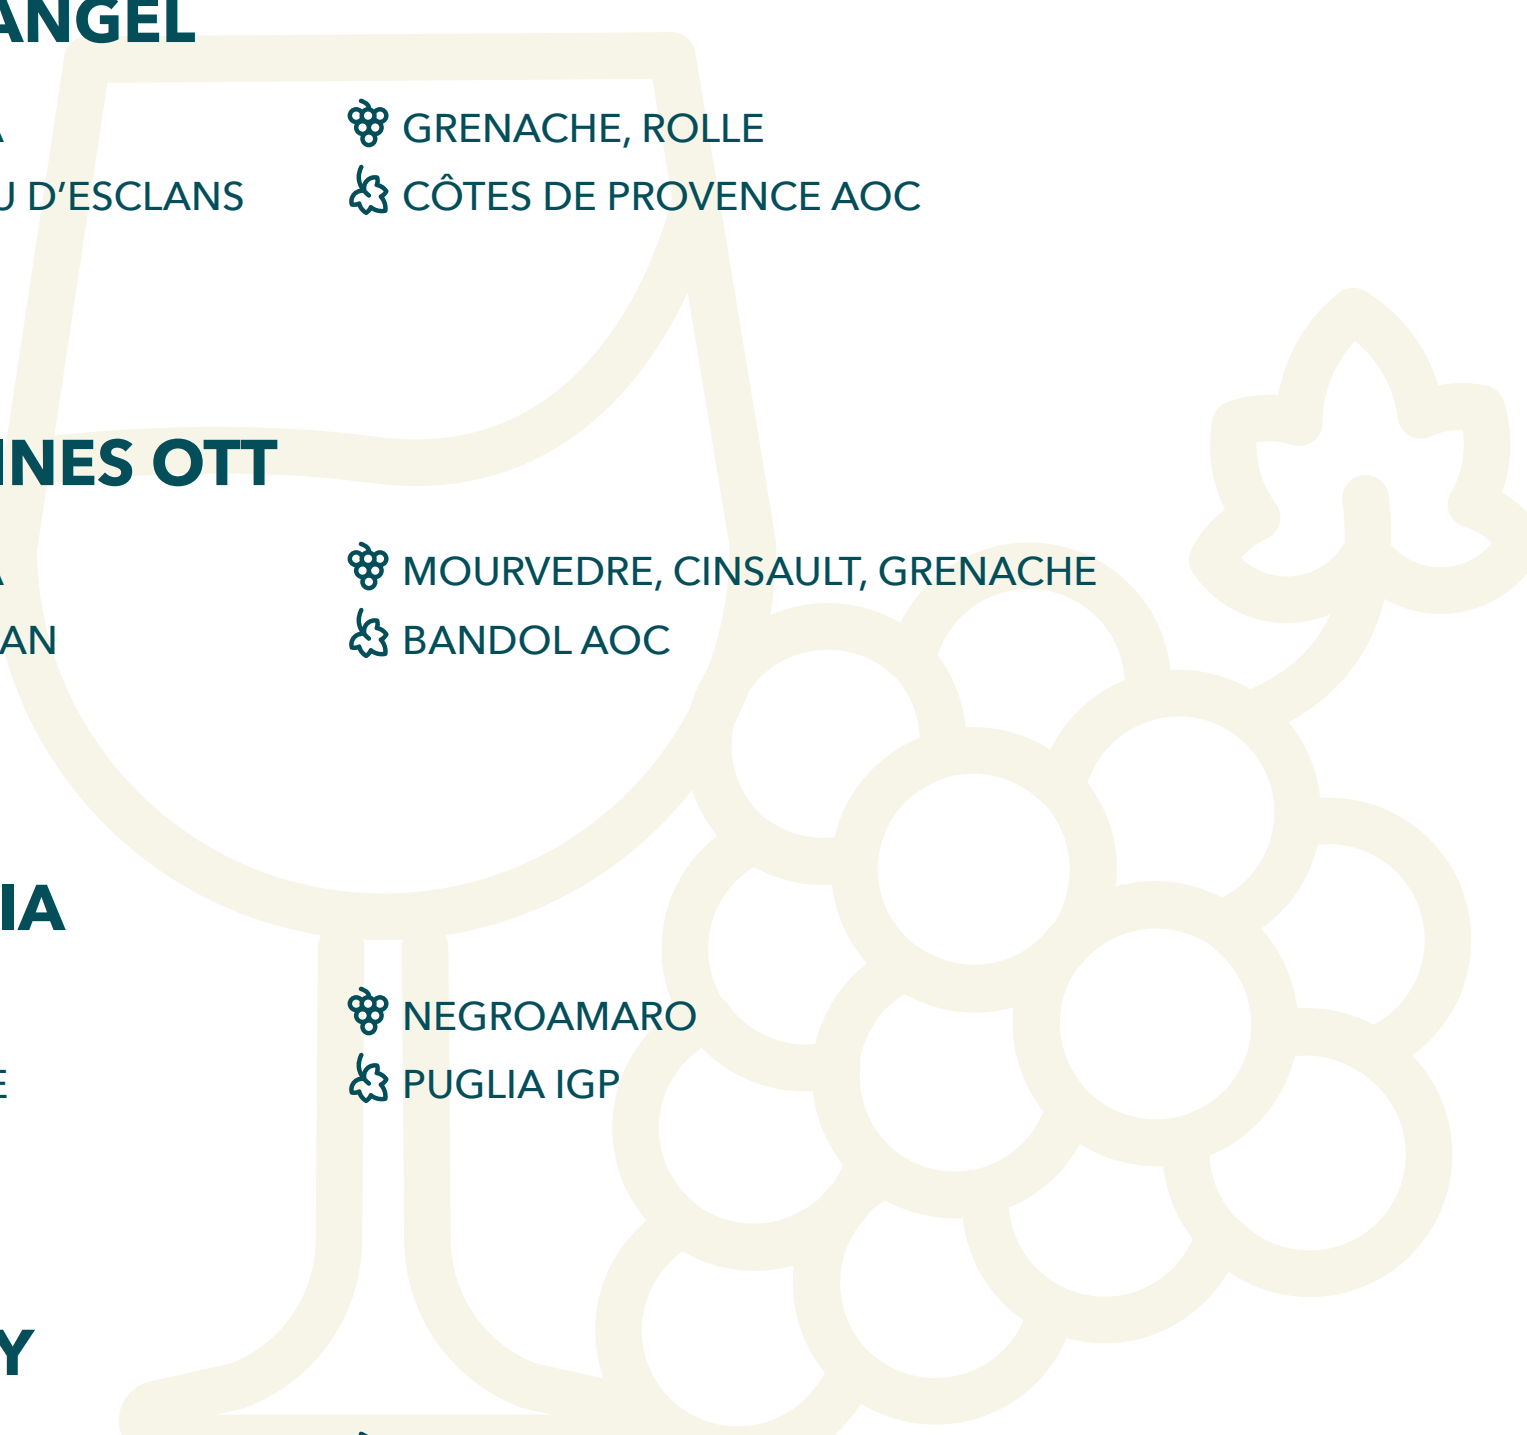 ANGEL
A
GRENACHE, ROLLE
U D’ESCLANS
CÔTES DE PROVENCE AOC
INES OTT
A
MOURVEDRE, CINSAULT, GRENACHE
AN
BANDOL AOC
IA
NEGROAMARO
E
PUGLIA IGP
Y